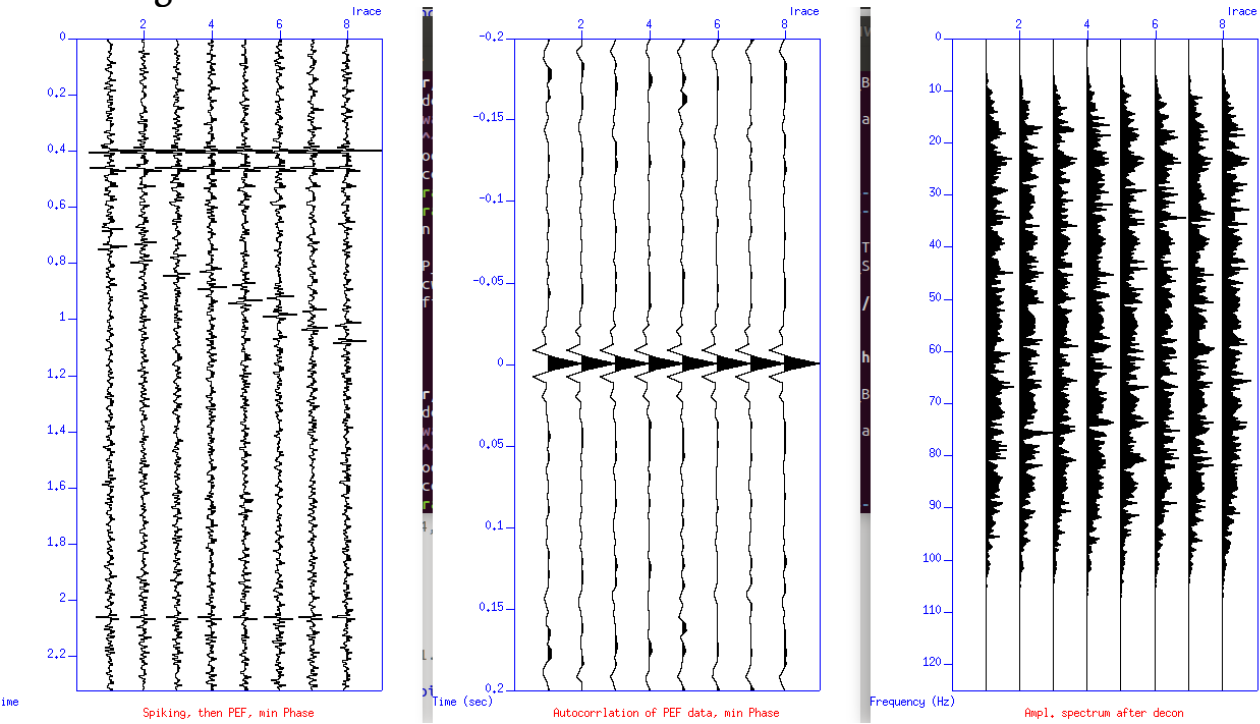 Irace
2 4 6 8
0
0.2
0.4
0.6
0.8
1
1.2
1.4
1.6
1.8
2
2.2
ime
Spiking, then PEF, min Phase
Irace
2 4 6 8
-0.2
-0.15
-0.1
-0.05
0
0.05
0.1
0.15
0.2
Time (sec)
Autocorrlation of PEF data, min Phase
Irace
2 4 6 8
0
10
20
30
40
50
60
70
80
90
100
110
120
Frequency (Hz)
Ampl. spectrum after decon